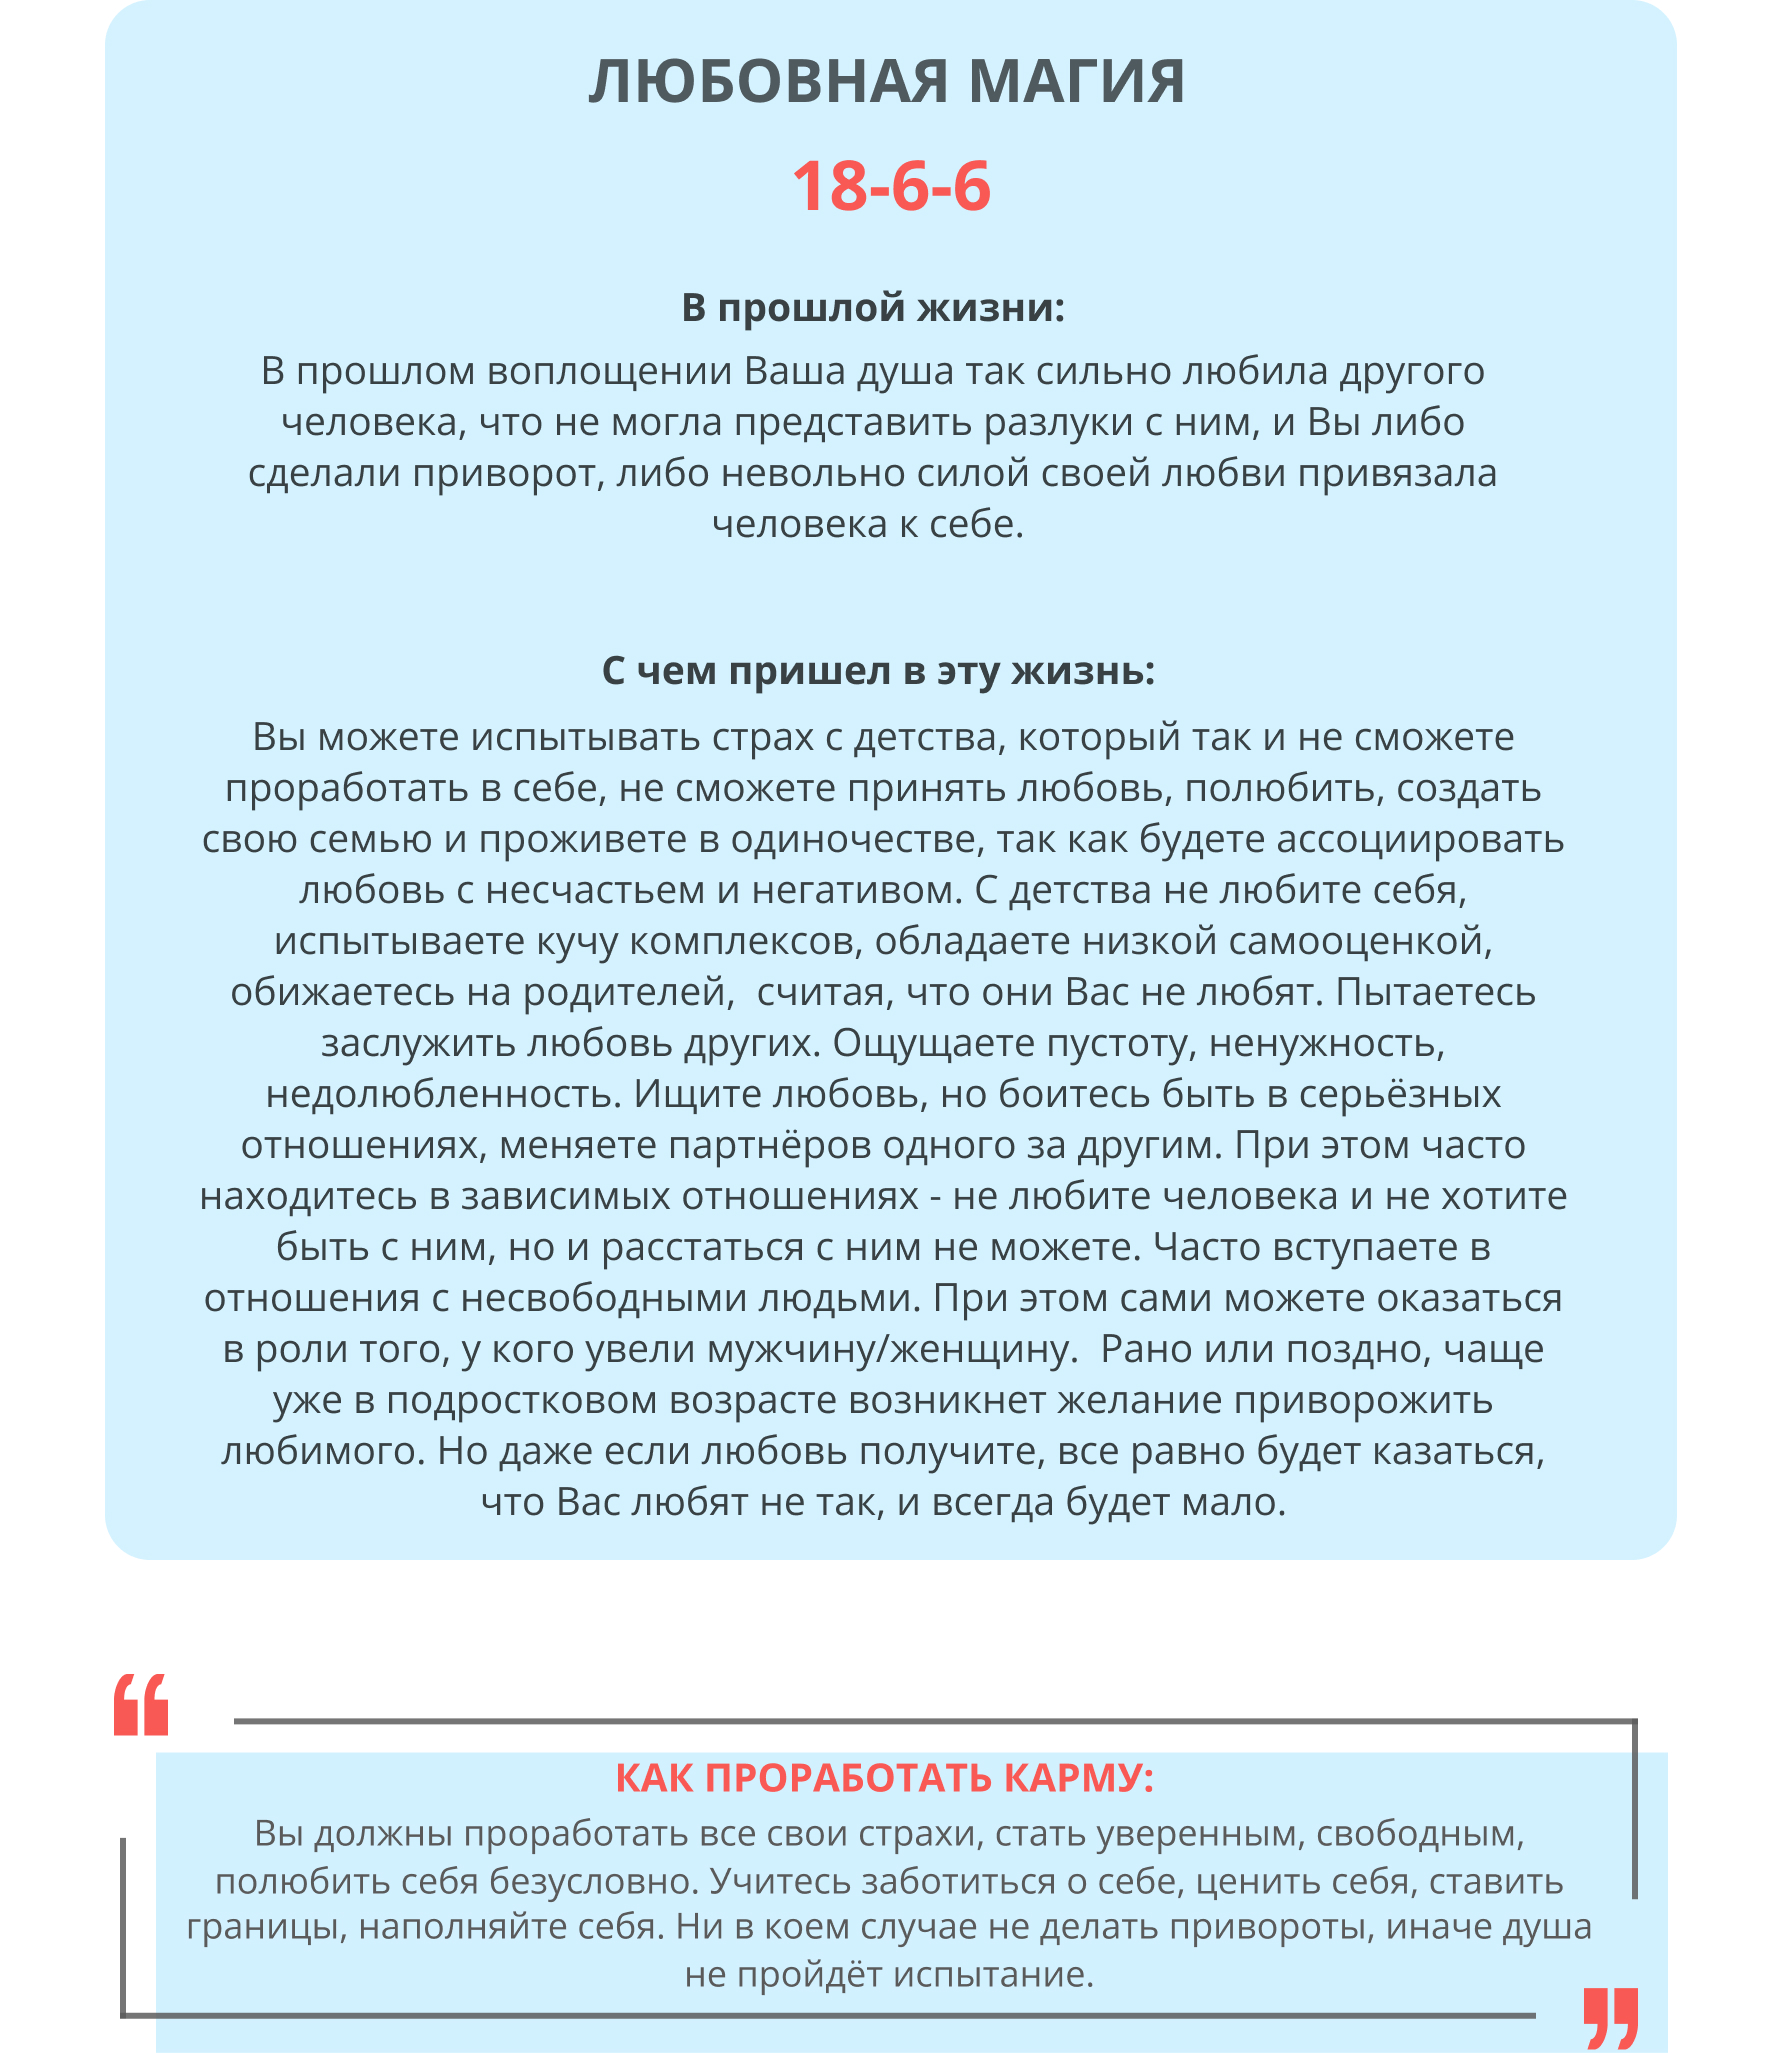 ЛЮБОВНАЯ МАГИЯ
18-6-6
В прошлой жизни:
В прошлом воплощении Ваша душа так сильно любила другого
человека, что не могла представить разлуки с ним, и Вы либо
сделали приворот, либо невольно силой своей любви привязала
человека к себе.
С чем пришел в эту жизнь:
Вы можете испытывать страх с детства, который так и не сможете
проработать в себе, не сможете принять любовь, полюбить, создать
свою семью и проживете в одиночестве, так как будете ассоциировать
любовь с несчастьем и негативом. С детства не любите себя,
испытываете кучу комплексов, обладаете низкой самооценкой,
обижаетесь на родителей,  считая, что они Вас не любят. Пытаетесь
заслужить любовь других. Ощущаете пустоту, ненужность,
недолюбленность. Ищите любовь, но боитесь быть в серьёзных
отношениях, меняете партнёров одного за другим. При этом часто
находитесь в зависимых отношениях - не любите человека и не хотите
быть с ним, но и расстаться с ним не можете. Часто вступаете в
отношения с несвободными людьми. При этом сами можете оказаться
в роли того, у кого увели мужчину/женщину.  Рано или поздно, чаще
уже в подростковом возрасте возникнет желание приворожить
любимого. Но даже если любовь получите, все равно будет казаться,
что Вас любят не так, и всегда будет мало.
“
КАК ПРОРАБОТАТЬ КАРМУ:
Вы должны проработать все свои страхи, стать уверенным, свободным,
полюбить себя безусловно. Учитесь заботиться о себе, ценить себя, ставить
границы, наполняйте себя. Ни в коем случае не делать привороты, иначе душа
не пройдёт испытание.
”